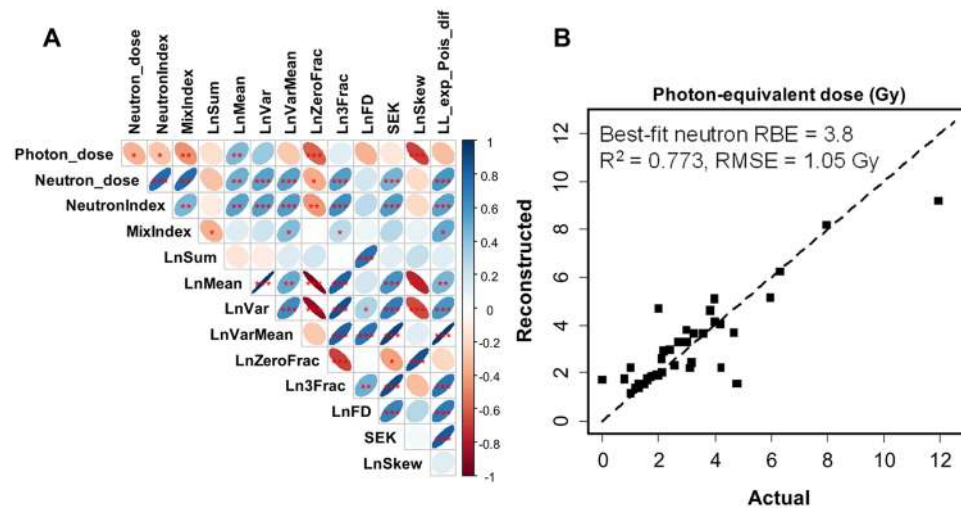 A
B
Neutron_dose
NeutronIndex
MixIndex
LnSum
LnMean
LnVar
LnVarMean
LnZeroFrac
Ln3Frac
LnFD
SEK
LnSkew
LL_exp_Pois_dif
Photon_dose
Neutron_dose
NeutronIndex
MixIndex
LnSum
LnMean
LnVar
LnVarMean
LnZeroFrac
Ln3Frac
LnFD
SEK
LnSkew
1
0.8
0.6
0.4
0.2
0
-0.2
-0.4
-0.6
-0.8
-1
Photon-equivalent dose (Gy)
Best-fit neutron RBE = 3.8
R² = 0.773, RMSE = 1.05 Gy
Reconstructed
12
10
8
6
4
2
0
0 2 4 6 8 10 12
Actual